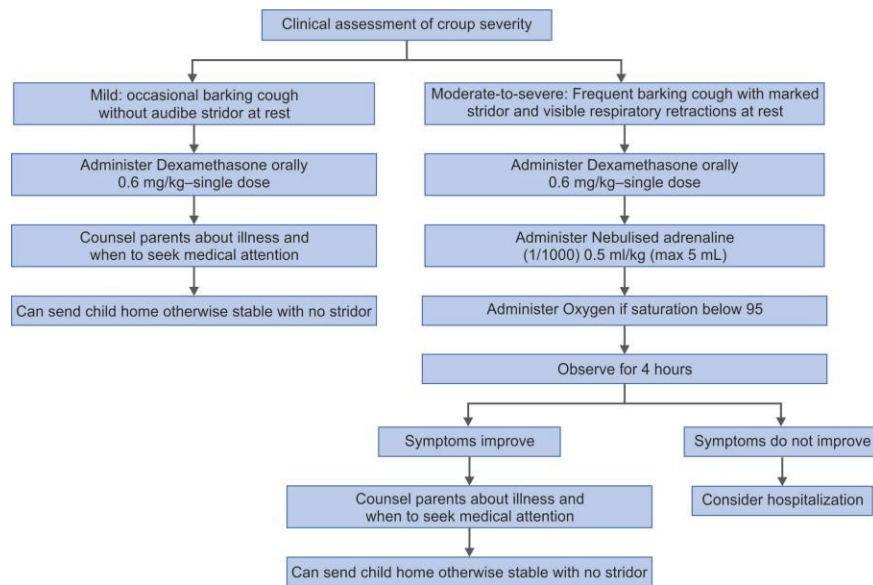 Clinical assessment of croup severity
Mild: occasional barking cough
without audibe stridor at rest
Moderate-to-severe: Frequent barking cough with marked
stridor and visible respiratory retractions at rest
Administer Dexamethasone orally
0.6 mg/kg–single dose
Administer Dexamethasone orally
0.6 mg/kg–single dose
Counsel parents about illness and
when to seek medical attention
Administer Nebulised adrenaline
(1/1000) 0.5 ml/kg (max 5 mL)
Can send child home otherwise stable with no stridor
Administer Oxygen if saturation below 95
Observe for 4 hours
Symptoms improve
Symptoms do not improve
Counsel parents about illness and
when to seek medical attention
Consider hospitalization
Can send child home otherwise stable with no stridor